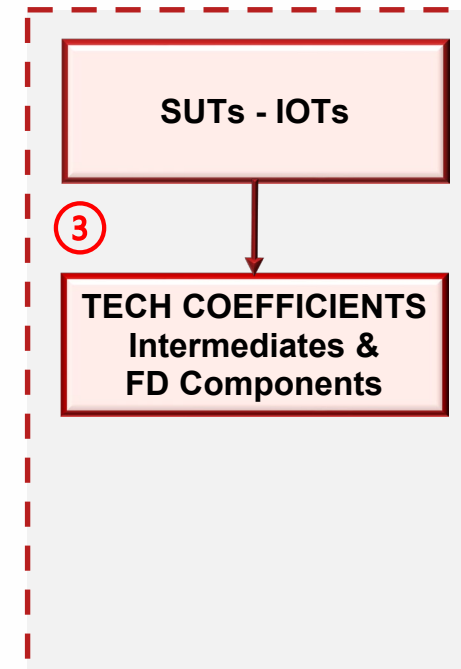 SUTs - IOTs
3
TECH COEFFICIENTS
Intermediates &
FD Components